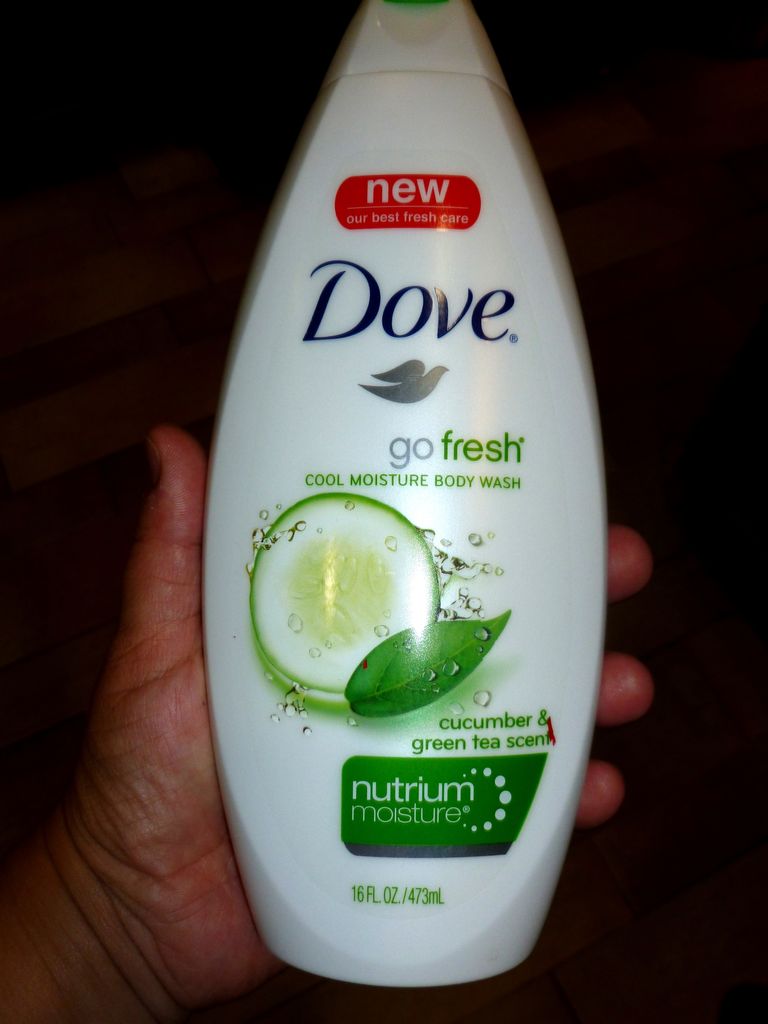 new
our best fresh care
Dove®
go fresh®
COOL MOISTURE BODY WASH
cucumber &
green tea scent
nutrium
moisture®
16 FL. OZ./473mL